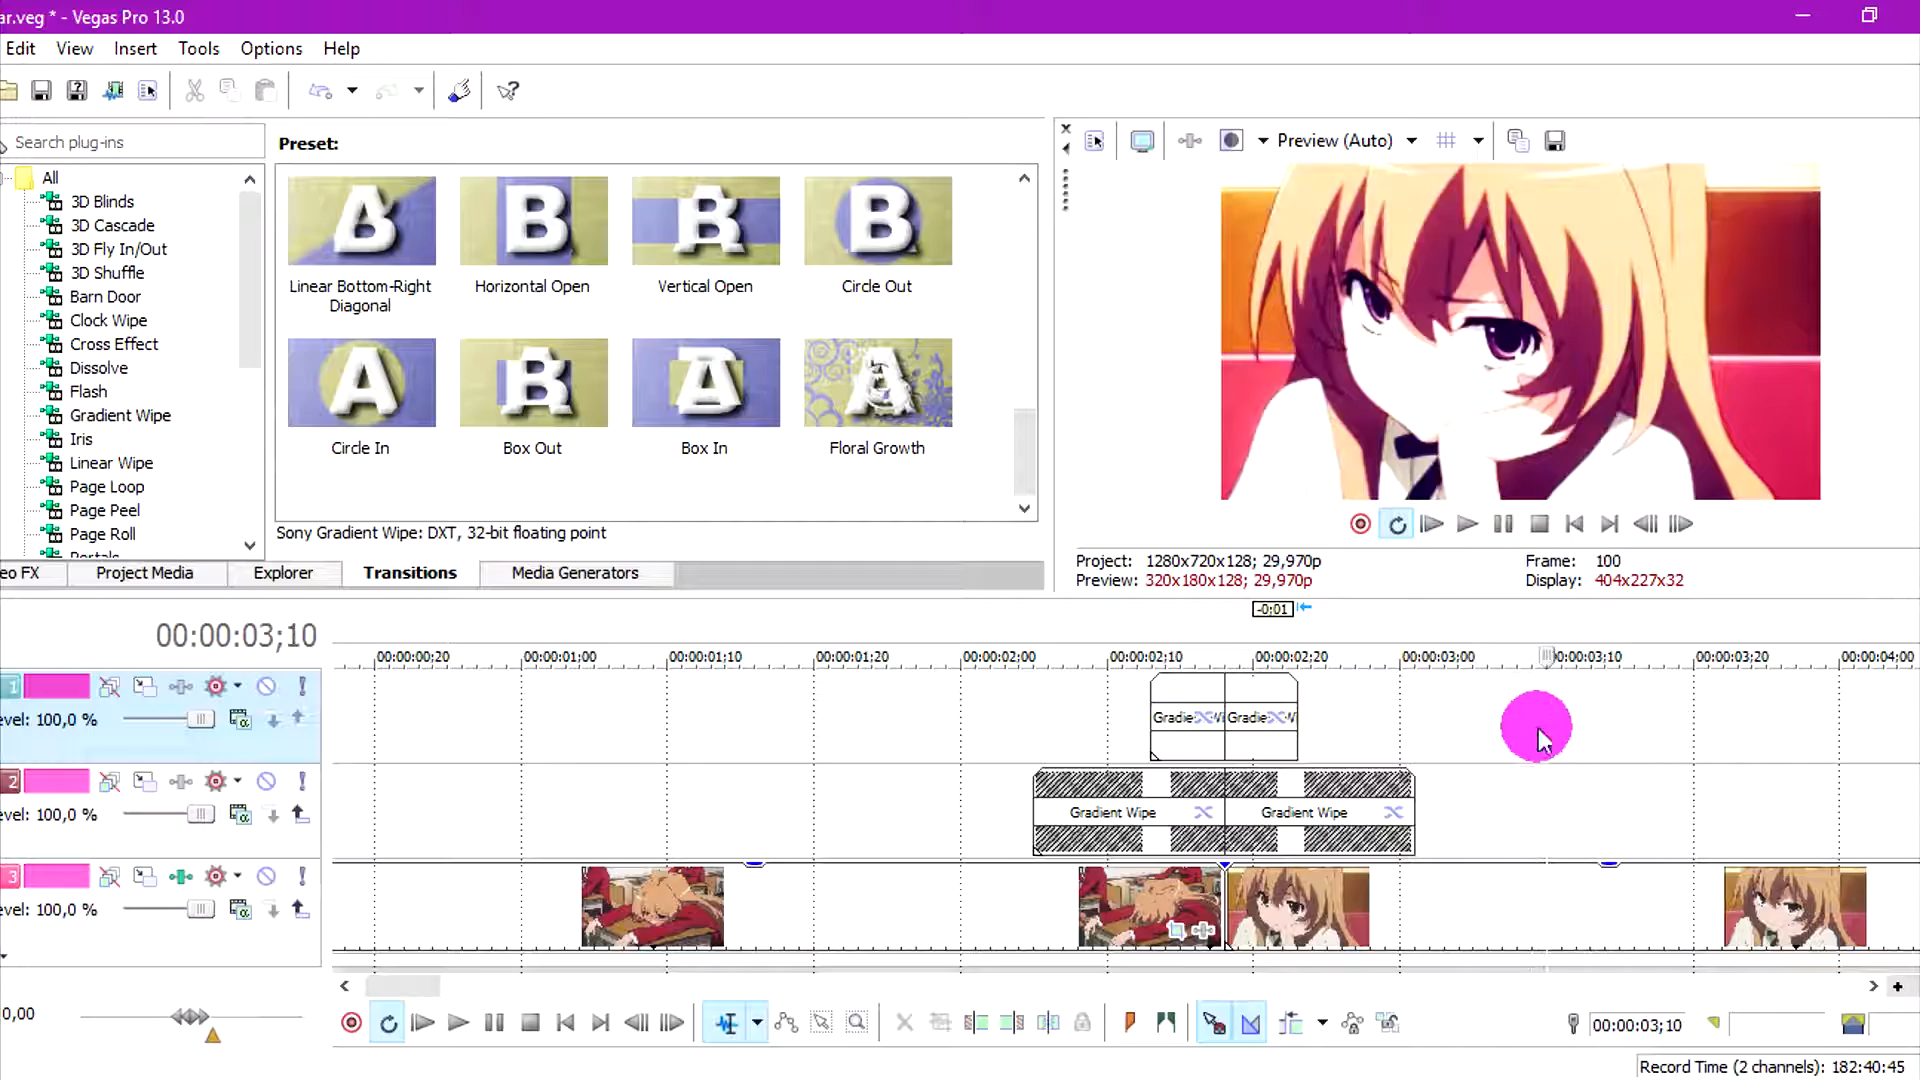 ar.veg * - Vegas Pro 13.0
Edit View Insert Tools Options Help
Search plug-ins
Preset:
Preview (Auto)
All
3D Blinds
3D Cascade
3D Fly In/Out
3D Shuffle
Barn Door
Clock Wipe
Cross Effect
Dissolve
Flash
Gradient Wipe
Iris
Linear Wipe
Page Loop
Page Peel
Page Roll
Portals
Linear Bottom-Right
Diagonal
Horizontal Open
Vertical Open
Circle Out
Circle In
Box Out
Box In
Floral Growth
Sony Gradient Wipe: DXT, 32-bit floating point
eo FX Project Media Explorer Transitions Media Generators
Project: 1280x720x128; 29,970p Frame: 100
Preview: 320x180x128; 29,970p Display: 404x227x32
-0;01
00:00:03;10
00:00:00;20 00:00:01;00 00:00:01;10 00:00:01;20 00:00:02;00 00:00:02;10 00:00:02;20 00:00:03;00 00:00:03;10 00:00:03;20 00:00:04;00
1
evel: 100,0 %
Gradie Wi Gradie W
2
evel: 100,0 %
Gradient Wipe Gradient Wipe
3
evel: 100,0 %
0,00
00:00:03;10
Record Time (2 channels): 182:40:45